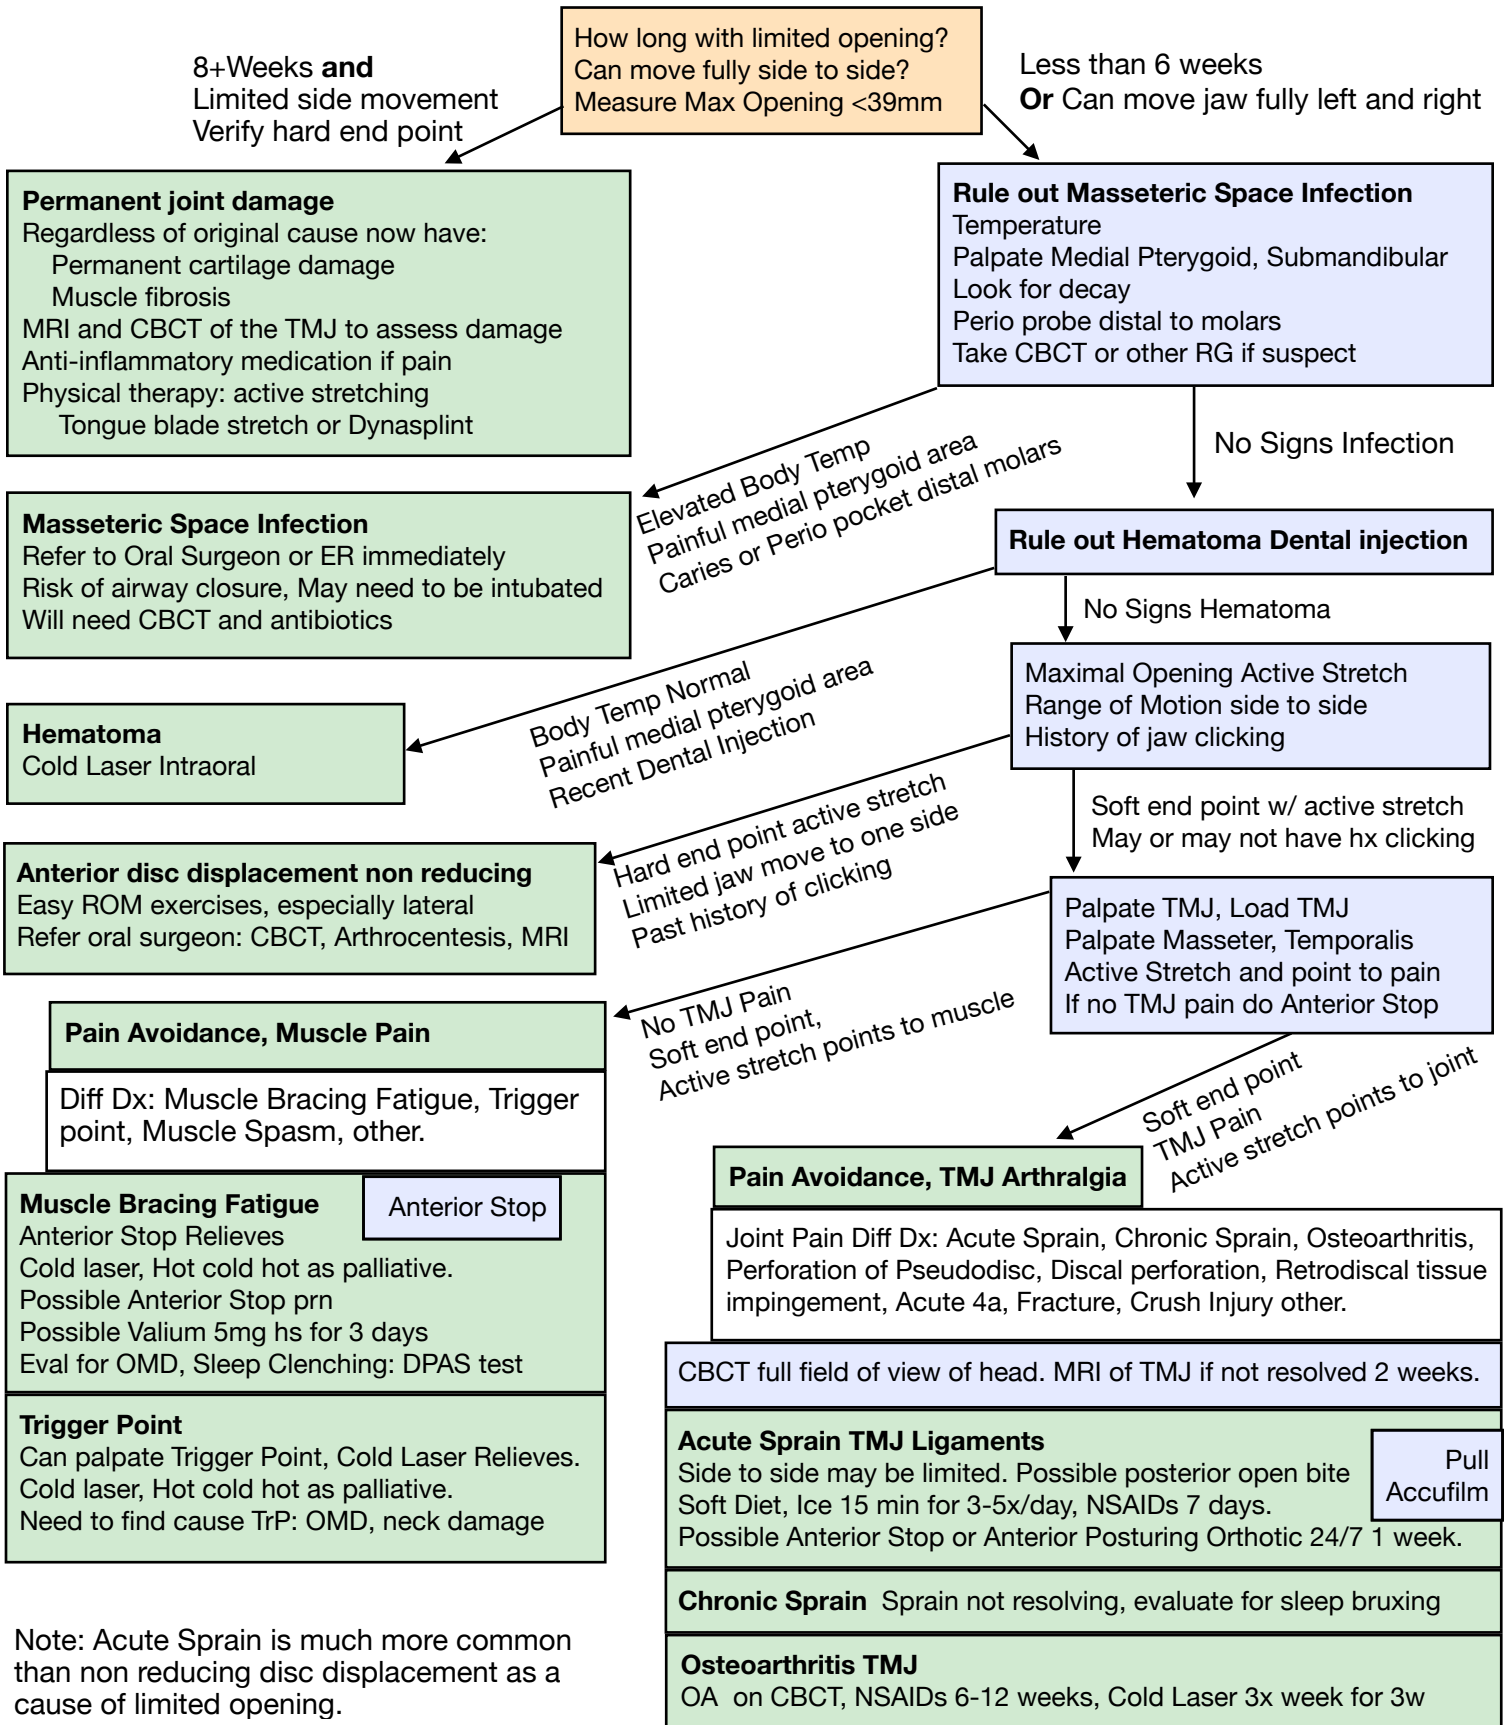 How long with limited opening?
Can move fully side to side?
Measure Max Opening <39mm
8+Weeks and
Limited side movement
Verify hard end point
Less than 6 weeks
Or Can move jaw fully left and right
Permanent joint damage
Regardless of original cause now have:
Permanent cartilage damage
Muscle fibrosis
MRI and CBCT of the TMJ to assess damage
Anti-inflammatory medication if pain
Physical therapy: active stretching
Tongue blade stretch or Dynasplint
Rule out Masseteric Space Infection
Temperature
Palpate Medial Pterygoid, Submandibular
Look for decay
Perio probe distal to molars
Take CBCT or other RG if suspect
Elevated Body Temp
Painful medial pterygoid area
Caries or Perio pocket distal molars
No Signs Infection
Masseteric Space Infection
Refer to Oral Surgeon or ER immediately
Risk of airway closure, May need to be intubated
Will need CBCT and antibiotics
Rule out Hematoma Dental injection
No Signs Hematoma
Body Temp Normal
Painful medial pterygoid area
Recent Dental Injection
Hematoma
Cold Laser Intraoral
Maximal Opening Active Stretch
Range of Motion side to side
History of jaw clicking
Hard end point active stretch
Limited jaw move to one side
Past history of clicking
Soft end point w/ active stretch
May or may not have hx clicking
Anterior disc displacement non reducing
Easy ROM exercises, especially lateral
Refer oral surgeon: CBCT, Arthrocentesis, MRI
Palpate TMJ, Load TMJ
Palpate Masseter, Temporalis
Active Stretch and point to pain
If no TMJ pain do Anterior Stop
No TMJ Pain
Soft end point,
Active stretch points to muscle
Soft end point
TMJ Pain
Active stretch points to joint
Pain Avoidance, Muscle Pain
Diff Dx: Muscle Bracing Fatigue, Trigger
point, Muscle Spasm, other.
Muscle Bracing Fatigue
Anterior Stop
Anterior Stop Relieves
Cold laser, Hot cold hot as palliative.
Possible Anterior Stop prn
Possible Valium 5mg hs for 3 days
Eval for OMD, Sleep Clenching: DPAS test
Trigger Point
Can palpate Trigger Point, Cold Laser Relieves.
Cold laser, Hot cold hot as palliative.
Need to find cause TrP: OMD, neck damage
Pain Avoidance, TMJ Arthralgia
Joint Pain Diff Dx: Acute Sprain, Chronic Sprain, Osteoarthritis,
Perforation of Pseudodisc, Discal perforation, Retrodiscal tissue
impingement, Acute 4a, Fracture, Crush Injury other.
CBCT full field of view of head. MRI of TMJ if not resolved 2 weeks.
Acute Sprain TMJ Ligaments
Side to side may be limited. Possible posterior open bite
Soft Diet, Ice 15 min for 3-5x/day, NSAIDs 7 days.
Possible Anterior Stop or Anterior Posturing Orthotic 24/7 1 week.
Pull
Accufilm
Chronic Sprain Sprain not resolving, evaluate for sleep bruxing
Osteoarthritis TMJ
OA on CBCT, NSAIDs 6-12 weeks, Cold Laser 3x week for 3w
Note: Acute Sprain is much more common
than non reducing disc displacement as a
cause of limited opening.